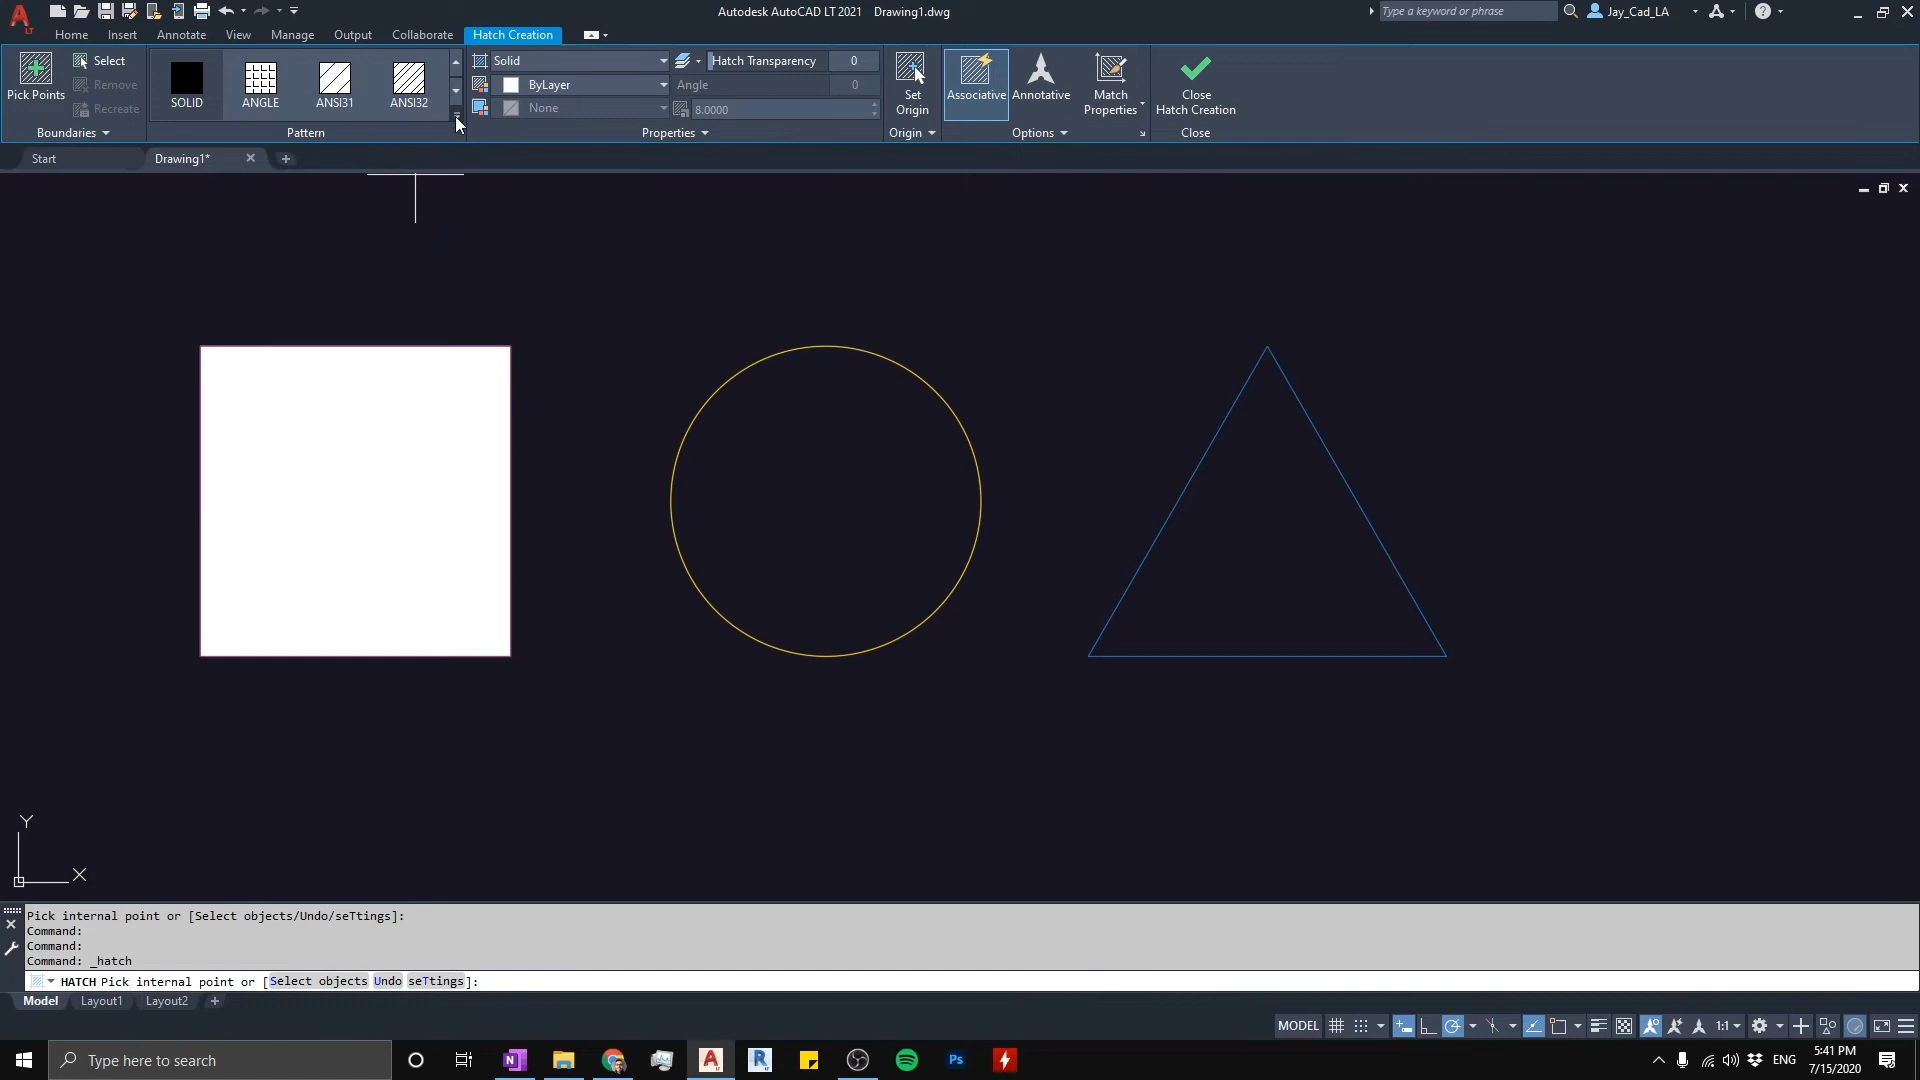 Autodesk AutoCAD LT 2021 Drawing1.dwg
Type a keyword or phrase
Jay_Cad_LA
Home Insert Annotate View Manage Output Collaborate Hatch Creation
Pick Points
Select
Remove
Recreate
Boundaries
SOLID
ANGLE
ANSI31
ANSI32
Pattern
Solid
ByLayer
None
Hatch Transparency 0
Angle 0
8.0000
Properties
Set
Origin
Origin
Associative
Annotative
Match
Properties
Options
Close
Hatch Creation
Close
Start Drawing1*
Y
X
Pick internal point or [Select objects/Undo/seTtings]:
Command:
Command:
Command: _hatch
HATCH Pick internal point or [Select objects Undo seTtings]:
Model Layout1 Layout2
MODEL 1:1
Type here to search
ENG
5:41 PM
7/15/2020